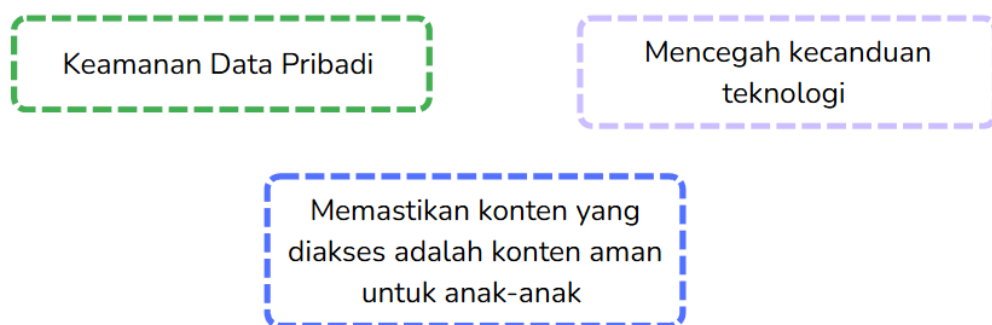 Keamanan Data Pribadi
Mencegah kecanduan
teknologi
Memastikan konten yang
diakses adalah konten aman
untuk anak-anak